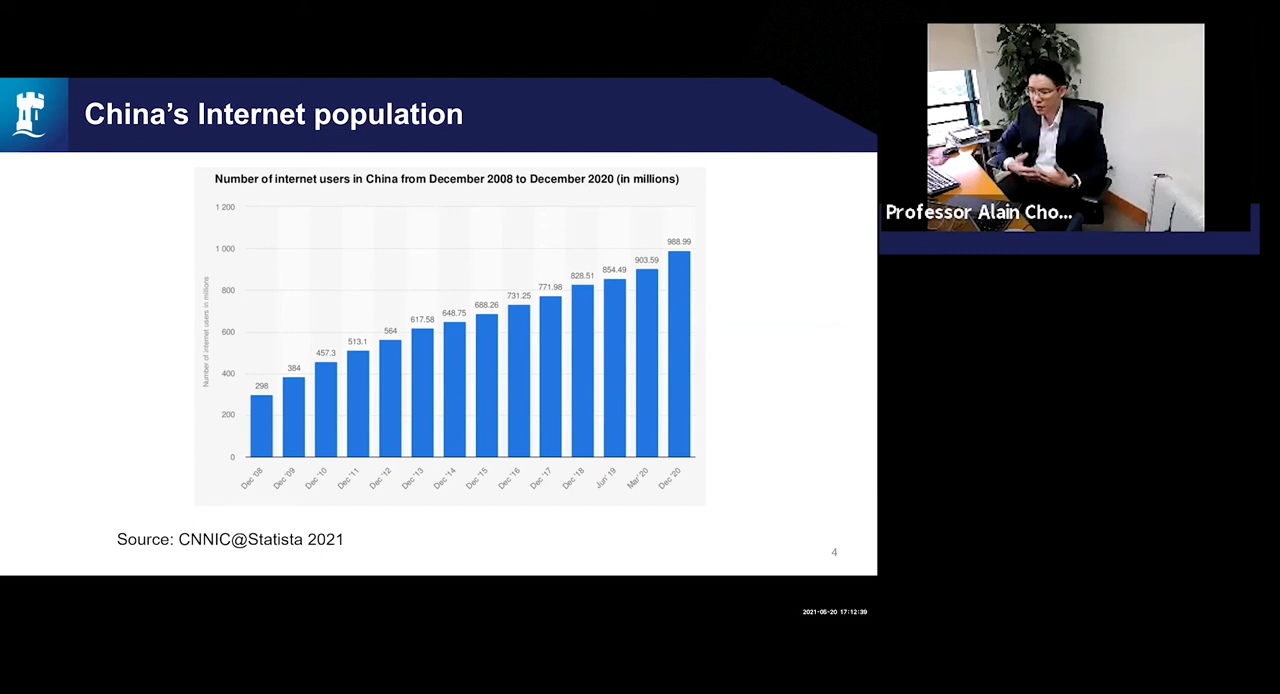 China's Internet population
Number of internet users in China from December 2008 to December 2020 (in millions)
Number of internet users in millions
1 200
1 000
800
600
400
200
0
298
384
457.3
513.1
564
617.58
648.75
688.26
731.25
771.98
828.51
854.49
903.59
988.99
Dec '08
Dec '09
Dec '10
Dec '11
Dec '12
Dec '13
Dec '14
Dec '15
Dec '16
Dec '17
Dec '18
Jun' 19
Mar' 20
Dec '20
Source: CNNIC@Statista 2021
4
Professor Alain Cho...
2021-05-20 17:12:39